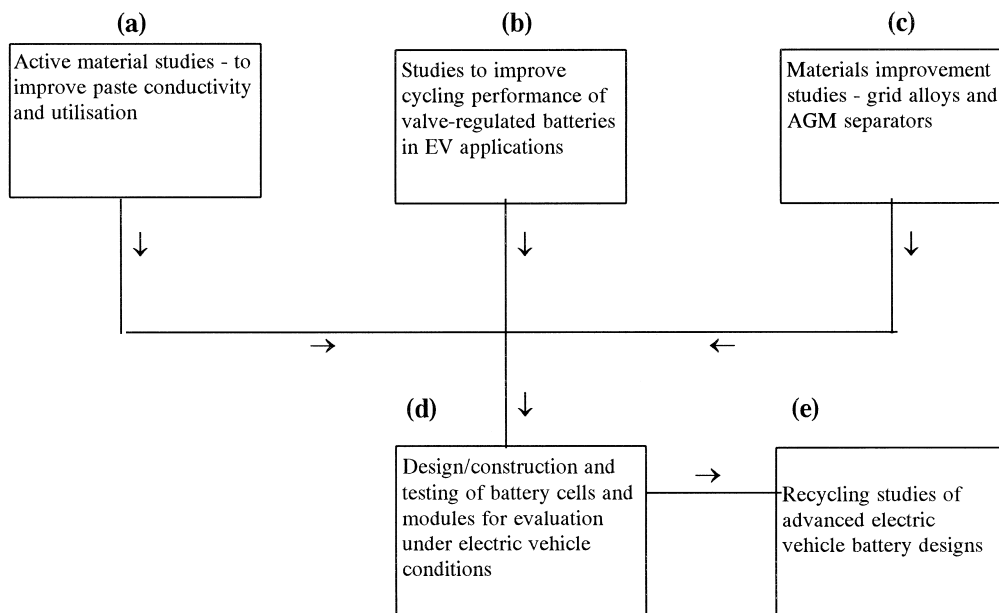 (a)
Active material studies - to
improve paste conductivity
and utilisation
(b)
Studies to improve
cycling performance of
valve-regulated batteries
in EV applications
(c)
Materials improvement
studies - grid alloys and
AGM separators
(d)
Design/construction and
testing of battery cells and
modules for evaluation
under electric vehicle
conditions
(e)
Recycling studies of
advanced electric
vehicle battery designs